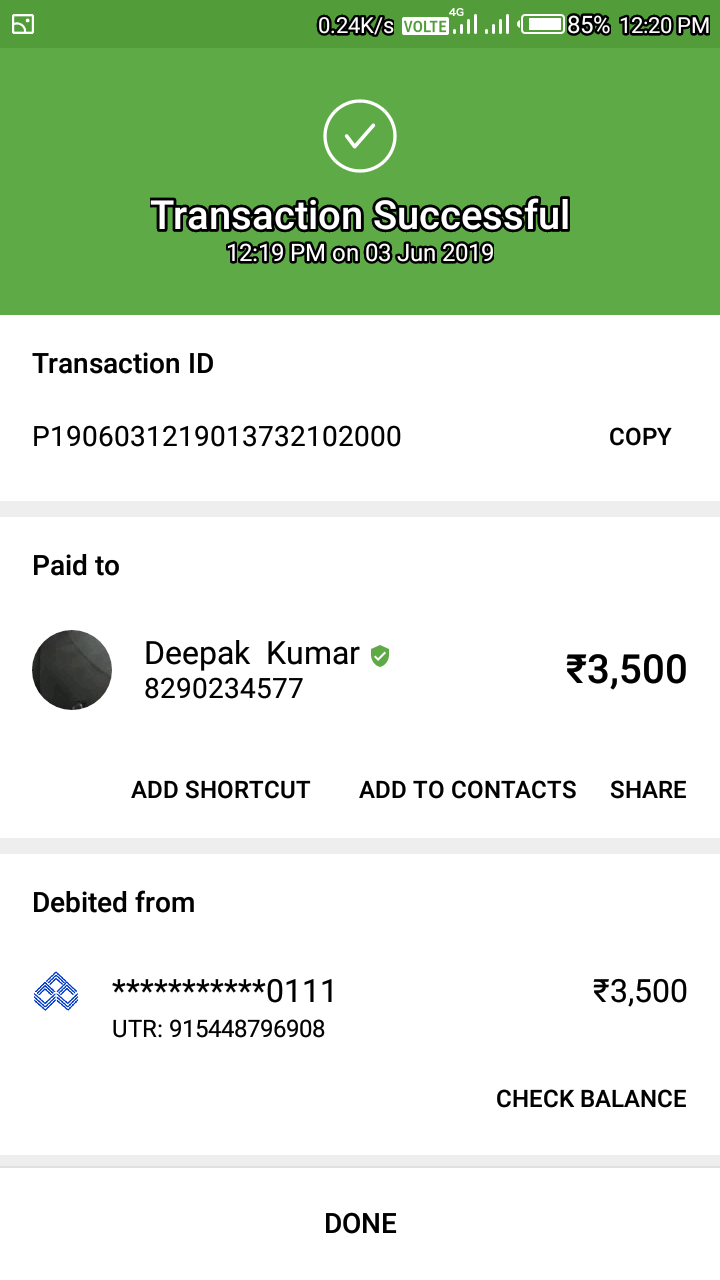 0.24K/s VOLTE 4G 85% 12:20 PM
Transaction Successful
12:19 PM on 03 Jun 2019
Transaction ID
P1906031219013732102000 COPY
Paid to
Deepak Kumar
8290234577
₹3,500
ADD SHORTCUT ADD TO CONTACTS SHARE
Debited from
***********0111 ₹3,500
UTR: 915448796908
CHECK BALANCE
DONE